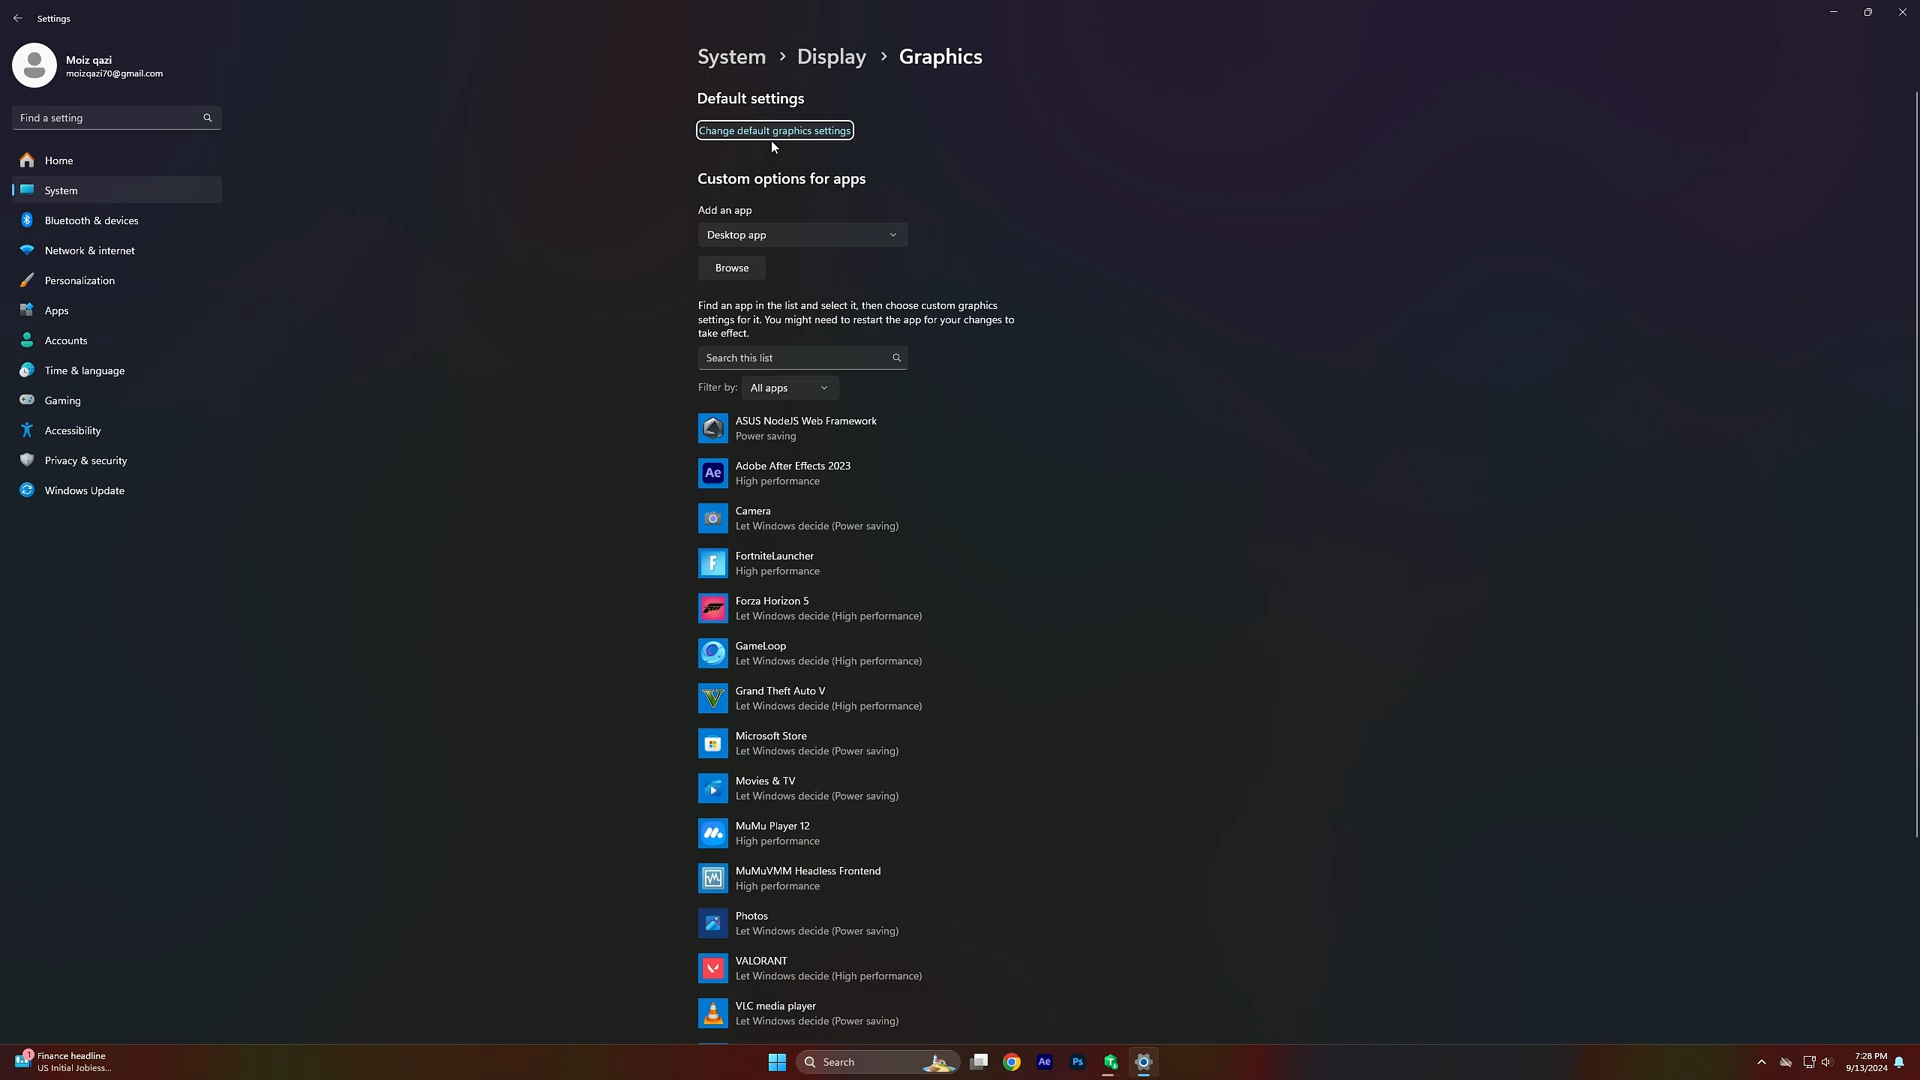 Settings
Moiz qazi
moizqazi70@gmail.com
Find a setting
Home
System
Bluetooth & devices
Network & internet
Personalization
Apps
Accounts
Time & language
Gaming
Accessibility
Privacy & security
Windows Update
System > Display > Graphics
Default settings
Change default graphics settings
Custom options for apps
Add an app
Desktop app
Browse
Find an app in the list and select it, then choose custom graphics
settings for it. You might need to restart the app for your changes to
take effect.
Search this list
Filter by: All apps
ASUS NodeJS Web Framework
Power saving
Ae
Adobe After Effects 2023
High performance
Camera
Let Windows decide (Power saving)
F
FortniteLauncher
High performance
Forza Horizon 5
Let Windows decide (High performance)
GameLoop
Let Windows decide (High performance)
V
Grand Theft Auto V
Let Windows decide (High performance)
Microsoft Store
Let Windows decide (Power saving)
Movies & TV
Let Windows decide (Power saving)
MuMu Player 12
High performance
MuMuVMM Headless Frontend
High performance
Photos
Let Windows decide (Power saving)
VALORANT
Let Windows decide (High performance)
VLC media player
Let Windows decide (Power saving)
1
Finance headline
US Initial Jobless...
Search
Ae
Ps
7:28 PM
9/13/2024